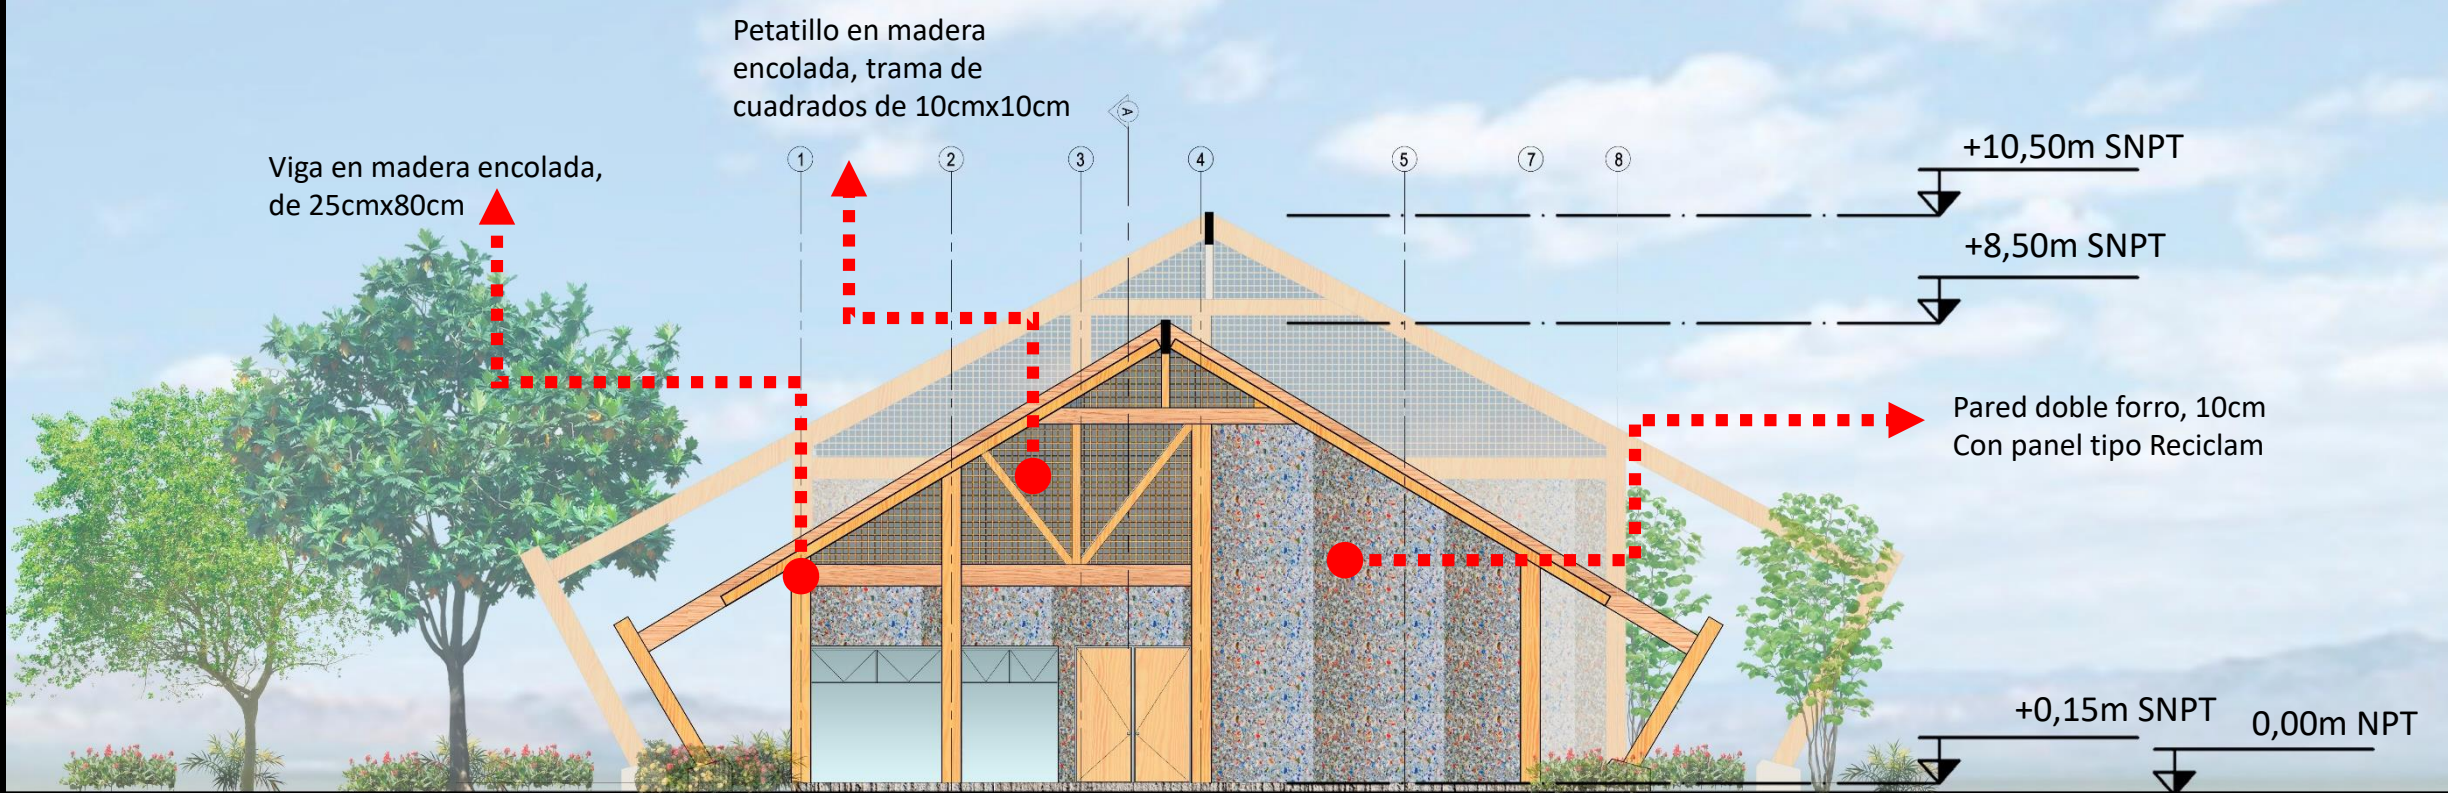 Petatillo en madera
encolada, trama de
cuadrados de 10cmx10cm
A
Viga en madera encolada,
de 25cmx80cm
1
2
3
4
5
7
8
+10,50m SNPT
+8,50m SNPT
Pared doble forro, 10cm
Con panel tipo Reciclam
+0,15m SNPT
0,00m NPT